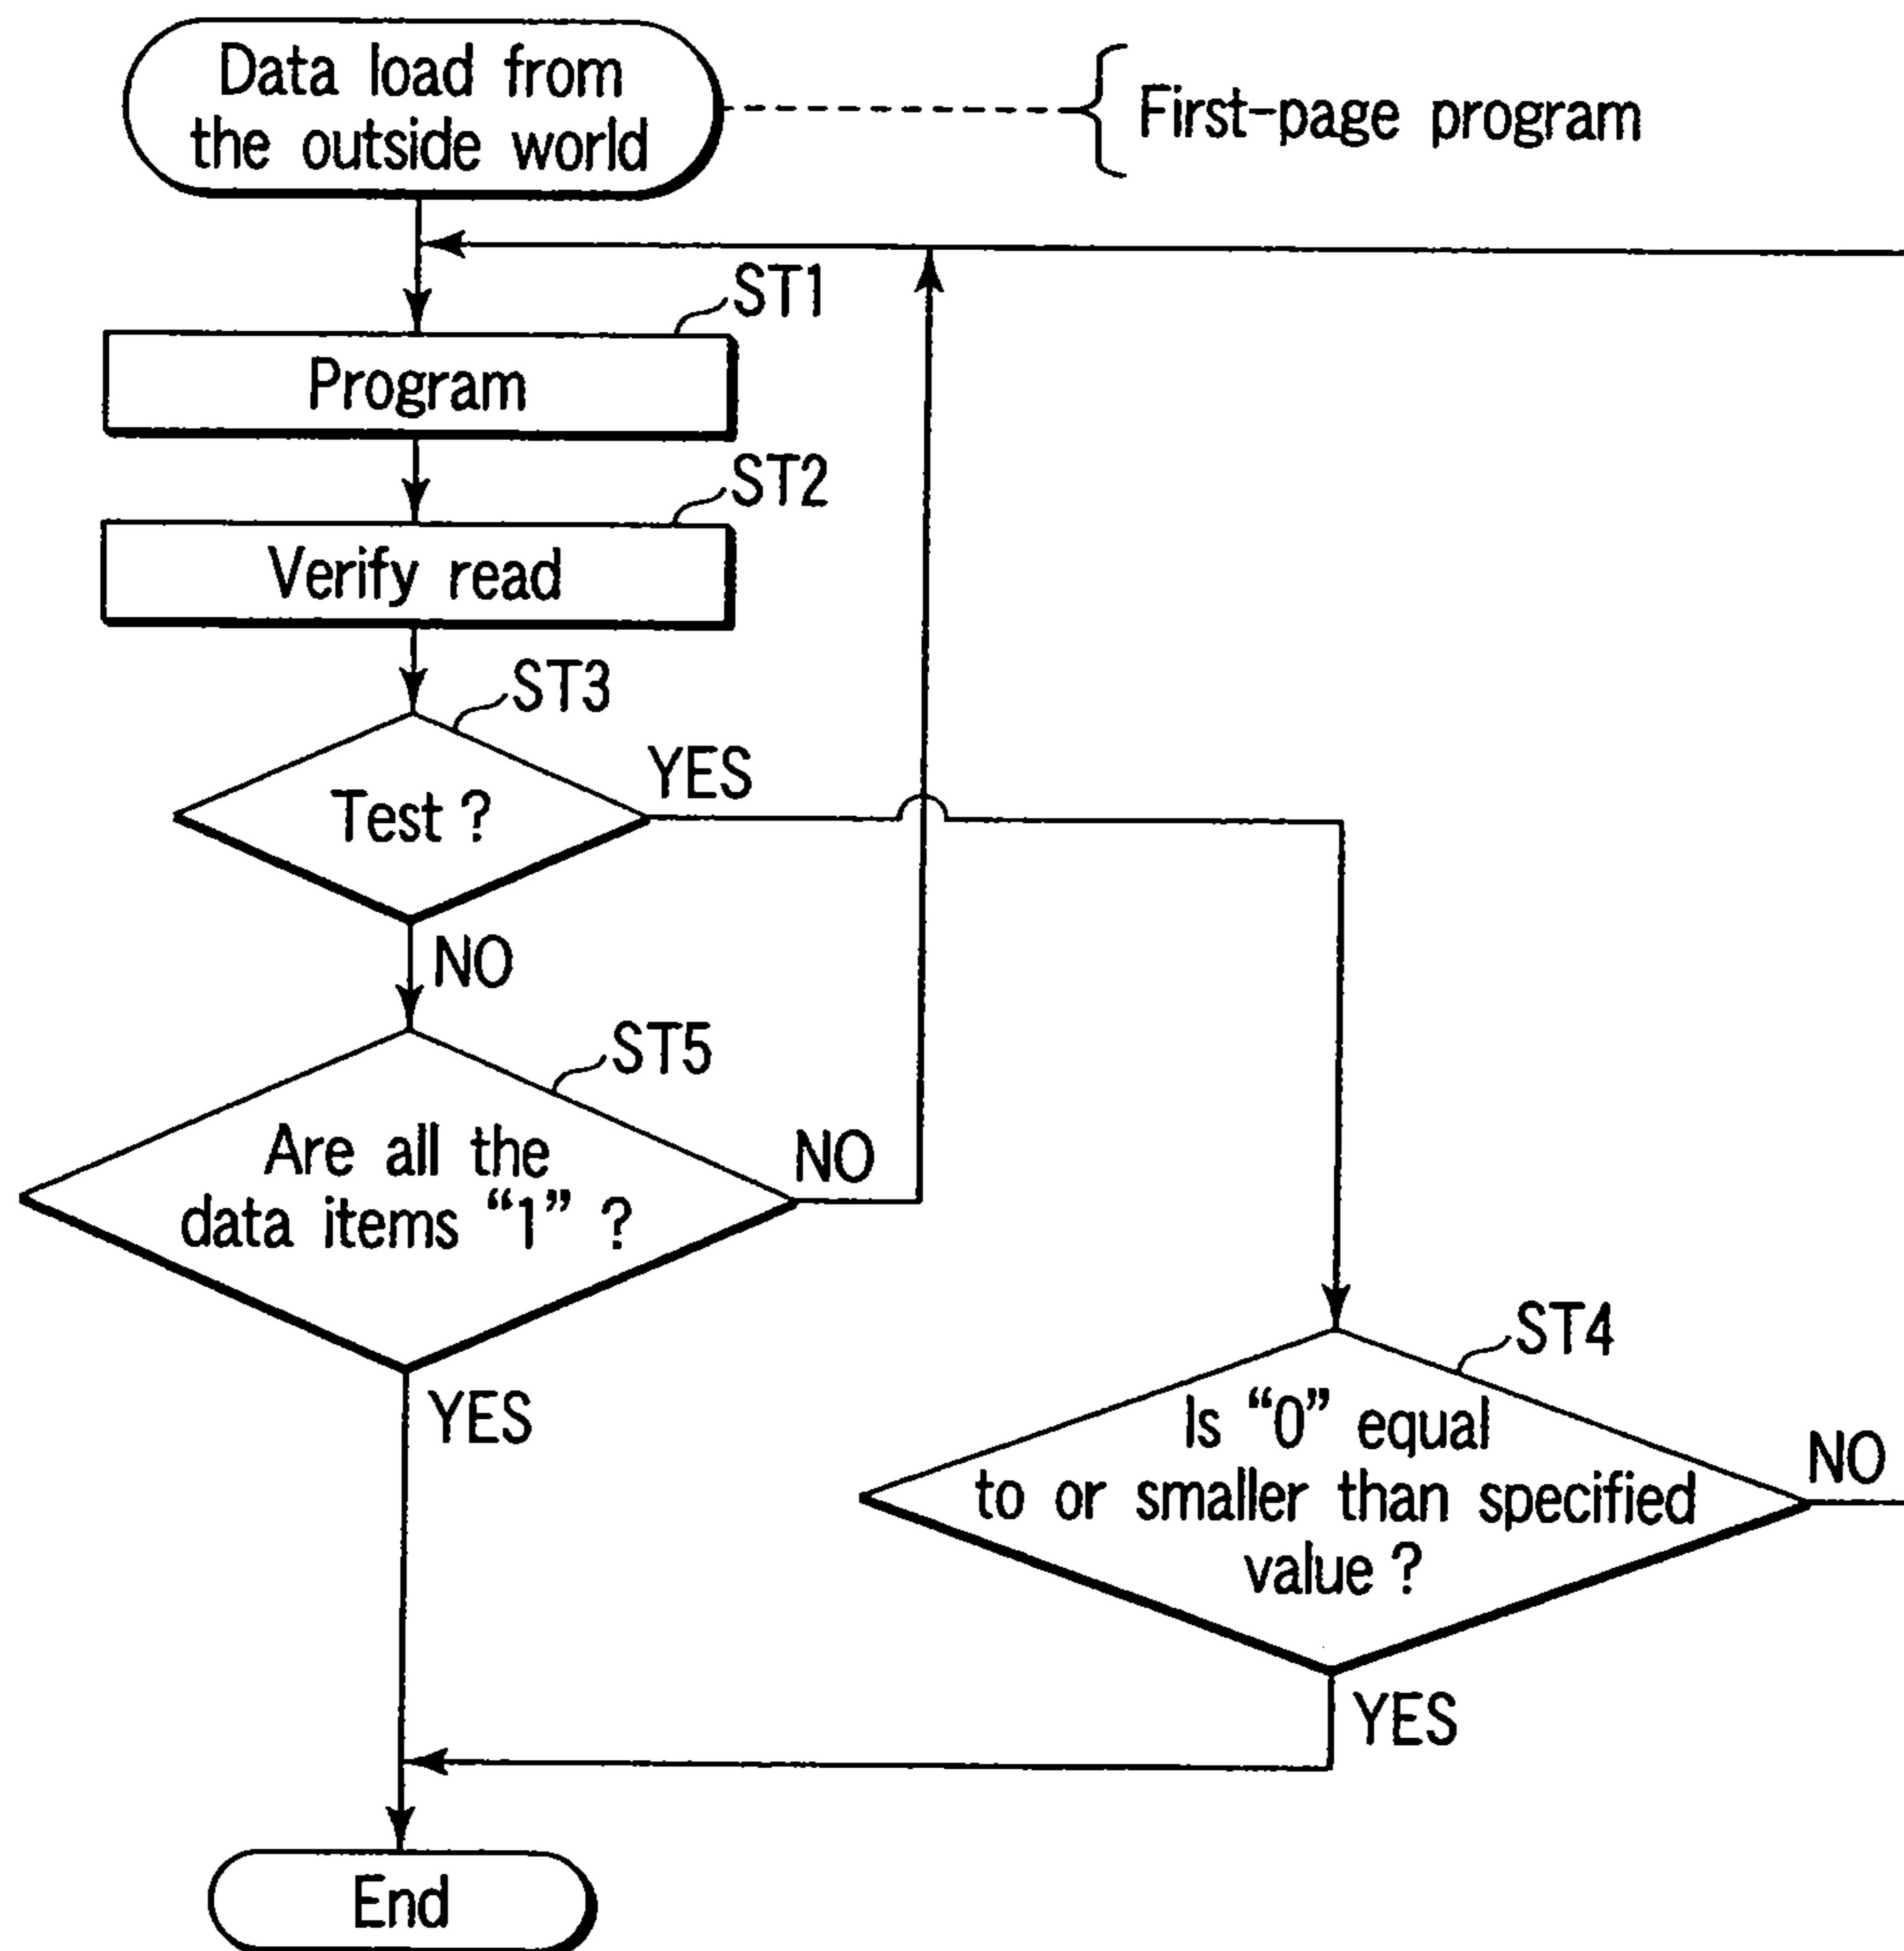 Data load from
the outside world
First-page program
ST1
Program
ST2
Verify read
ST3
Test ?
YES
NO
ST5
Are all the
data items “1” ?
NO
YES
ST4
Is “0” equal
to or smaller than specified
value ?
NO
YES
End